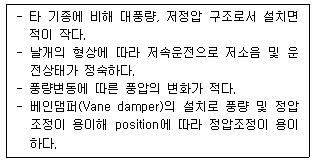 - 타 기종에 비해 대풍량, 저정압 구조로서 설치면
적이 작다.
- 날개의 형상에 따라 저속운전으로 저소음 및 운
전상태가 정숙하다.
- 풍량변동에 따른 풍압의 변화가 적다.
- 베인댐퍼(Vane damper)의 설치로 풍량 및 정압
조정이 용이해 position에 따라 정압조정이 용이
하다.